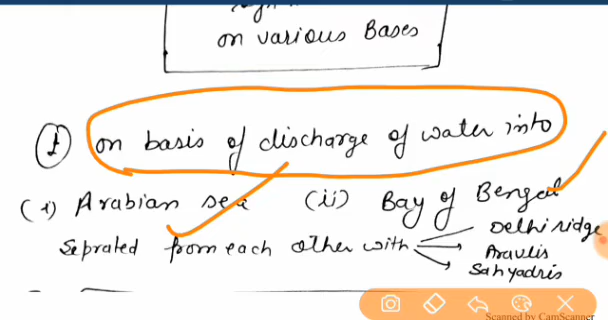 on various Bases
(I) on basis of discharge of water into
(i) Arabian sea (ii) Bay of Bengal
Seprated from each other with
Delhi ridge
Aravlis
Sahyadris
Scanned by CamScanner